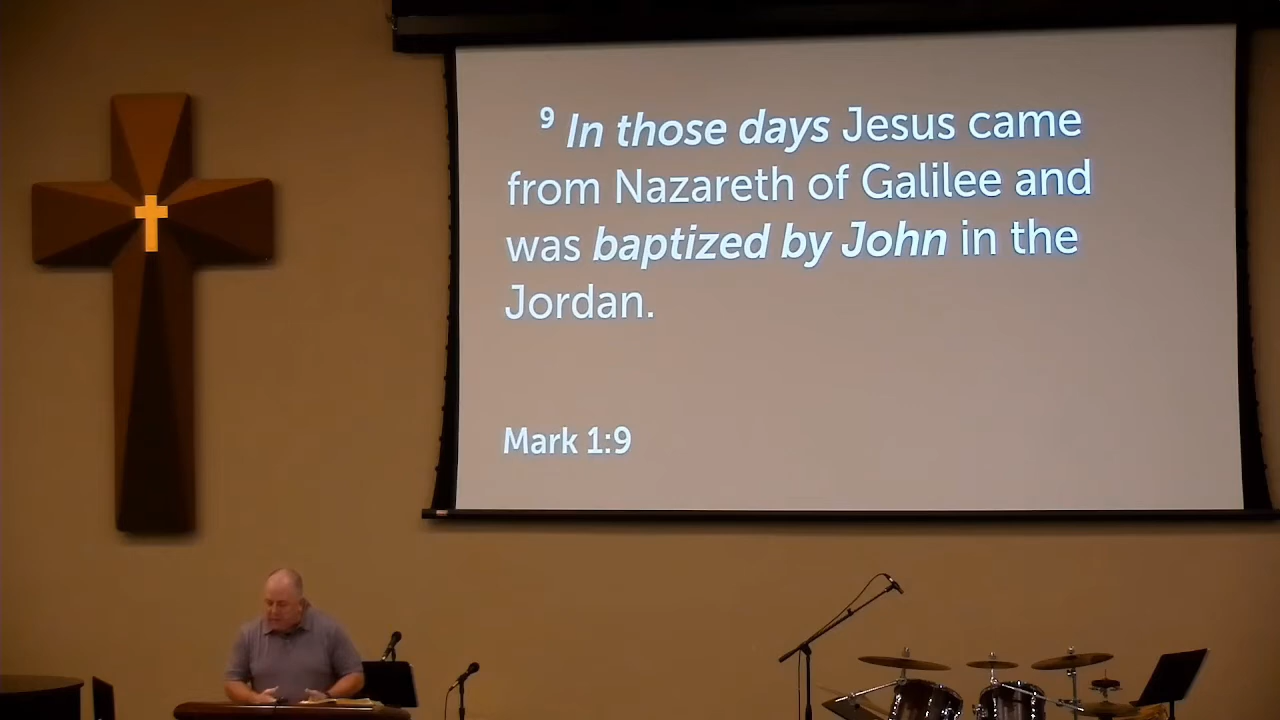 9 In those days Jesus came
from Nazareth of Galilee and
was baptized by John in the
Jordan.
Mark 1:9